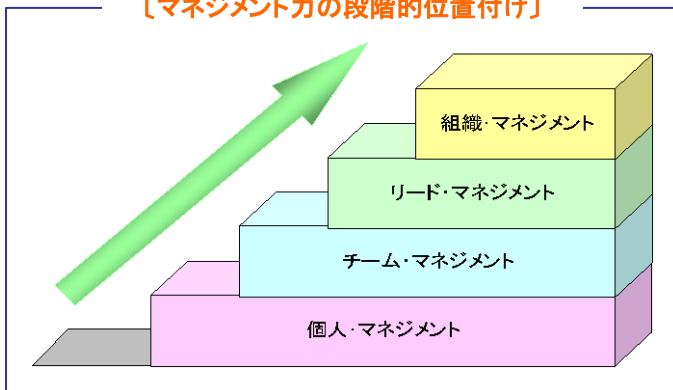 〔マネジメント力の段階的位置付け〕
組織・マネジメント
リード・マネジメント
チーム・マネジメント
個人・マネジメント